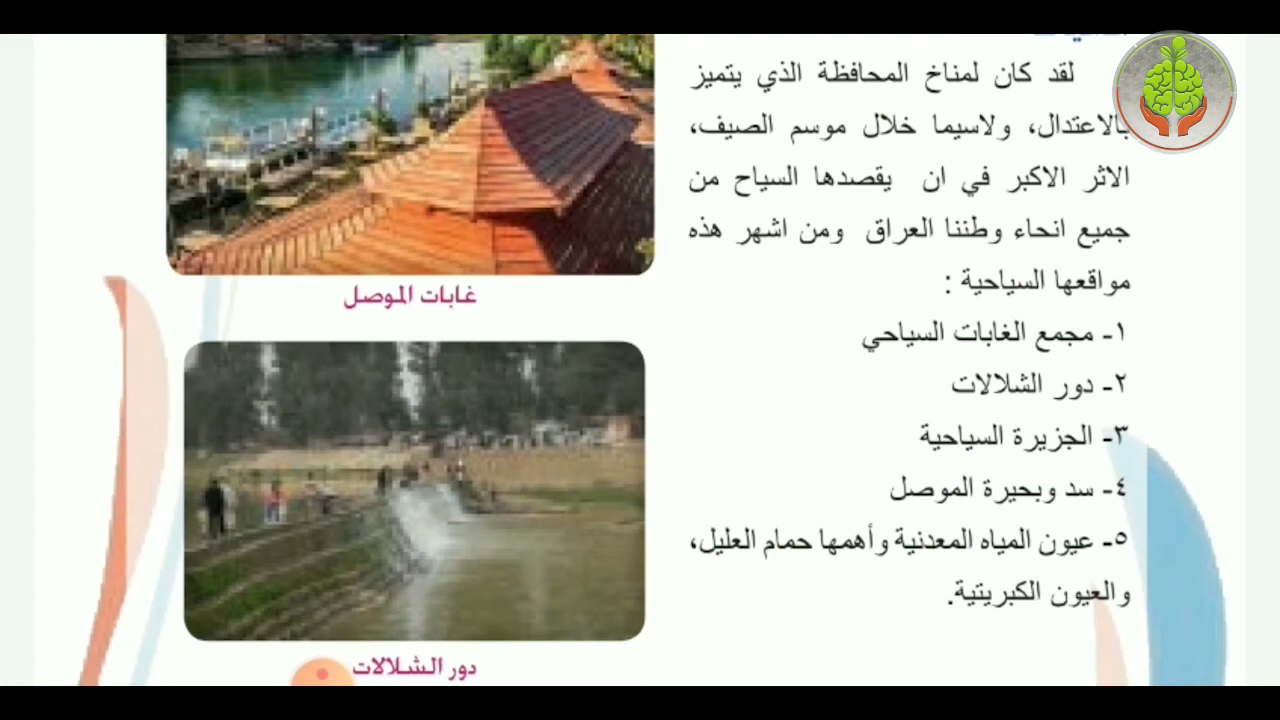 لقد كان لمناخ المحافظة الذي يتميز
بالاعتدال، ولاسيما خلال موسم الصيف،
الاثر الاكبر في ان يقصدها السياح من
جميع انحاء وطننا العراق ومن اشهر هذه
مواقعها السياحية :
١- مجمع الغابات السياحي
٢- دور الشلالات
٣- الجزيرة السياحية
٤- سد وبحيرة الموصل
٥- عيون المياه المعدنية وأهمها حمام العليل،
والعيون الكبريتية.
غابات الموصل
دور الشلالات